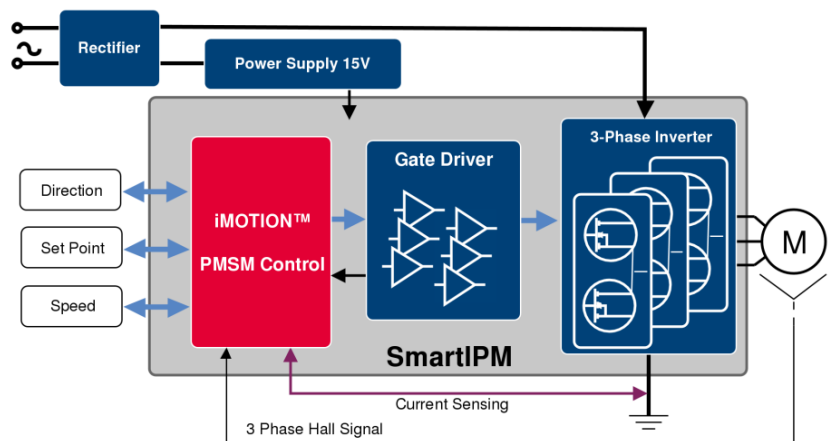 Rectifier
Power Supply 15V
3-Phase Inverter
Gate Driver
Direction
iMOTION™
Set Point
PMSM Control
M
Speed
SmartIPM
Current Sensing
3 Phase Hall Signal